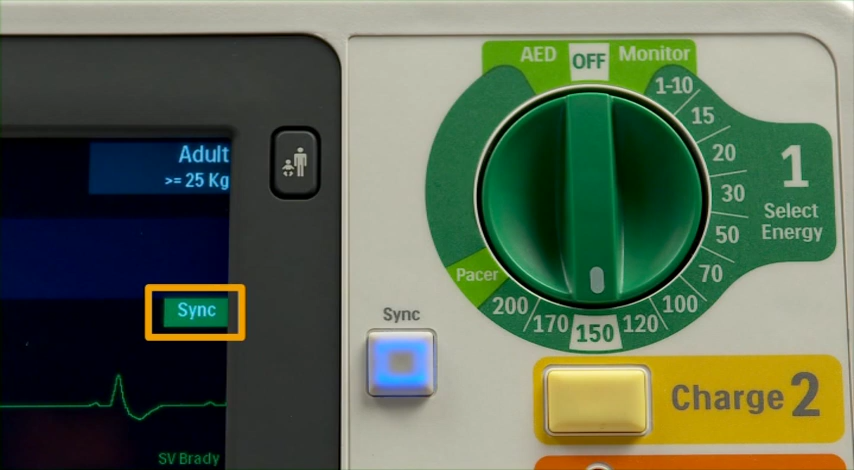 Adult
>= 25 Kg
Sync
SV Brady
Sync
AED
OFF
Monitor
1-10
15
20
30
50
70
100
120
150
170
200
Pacer
1
Select
Energy
Charge 2